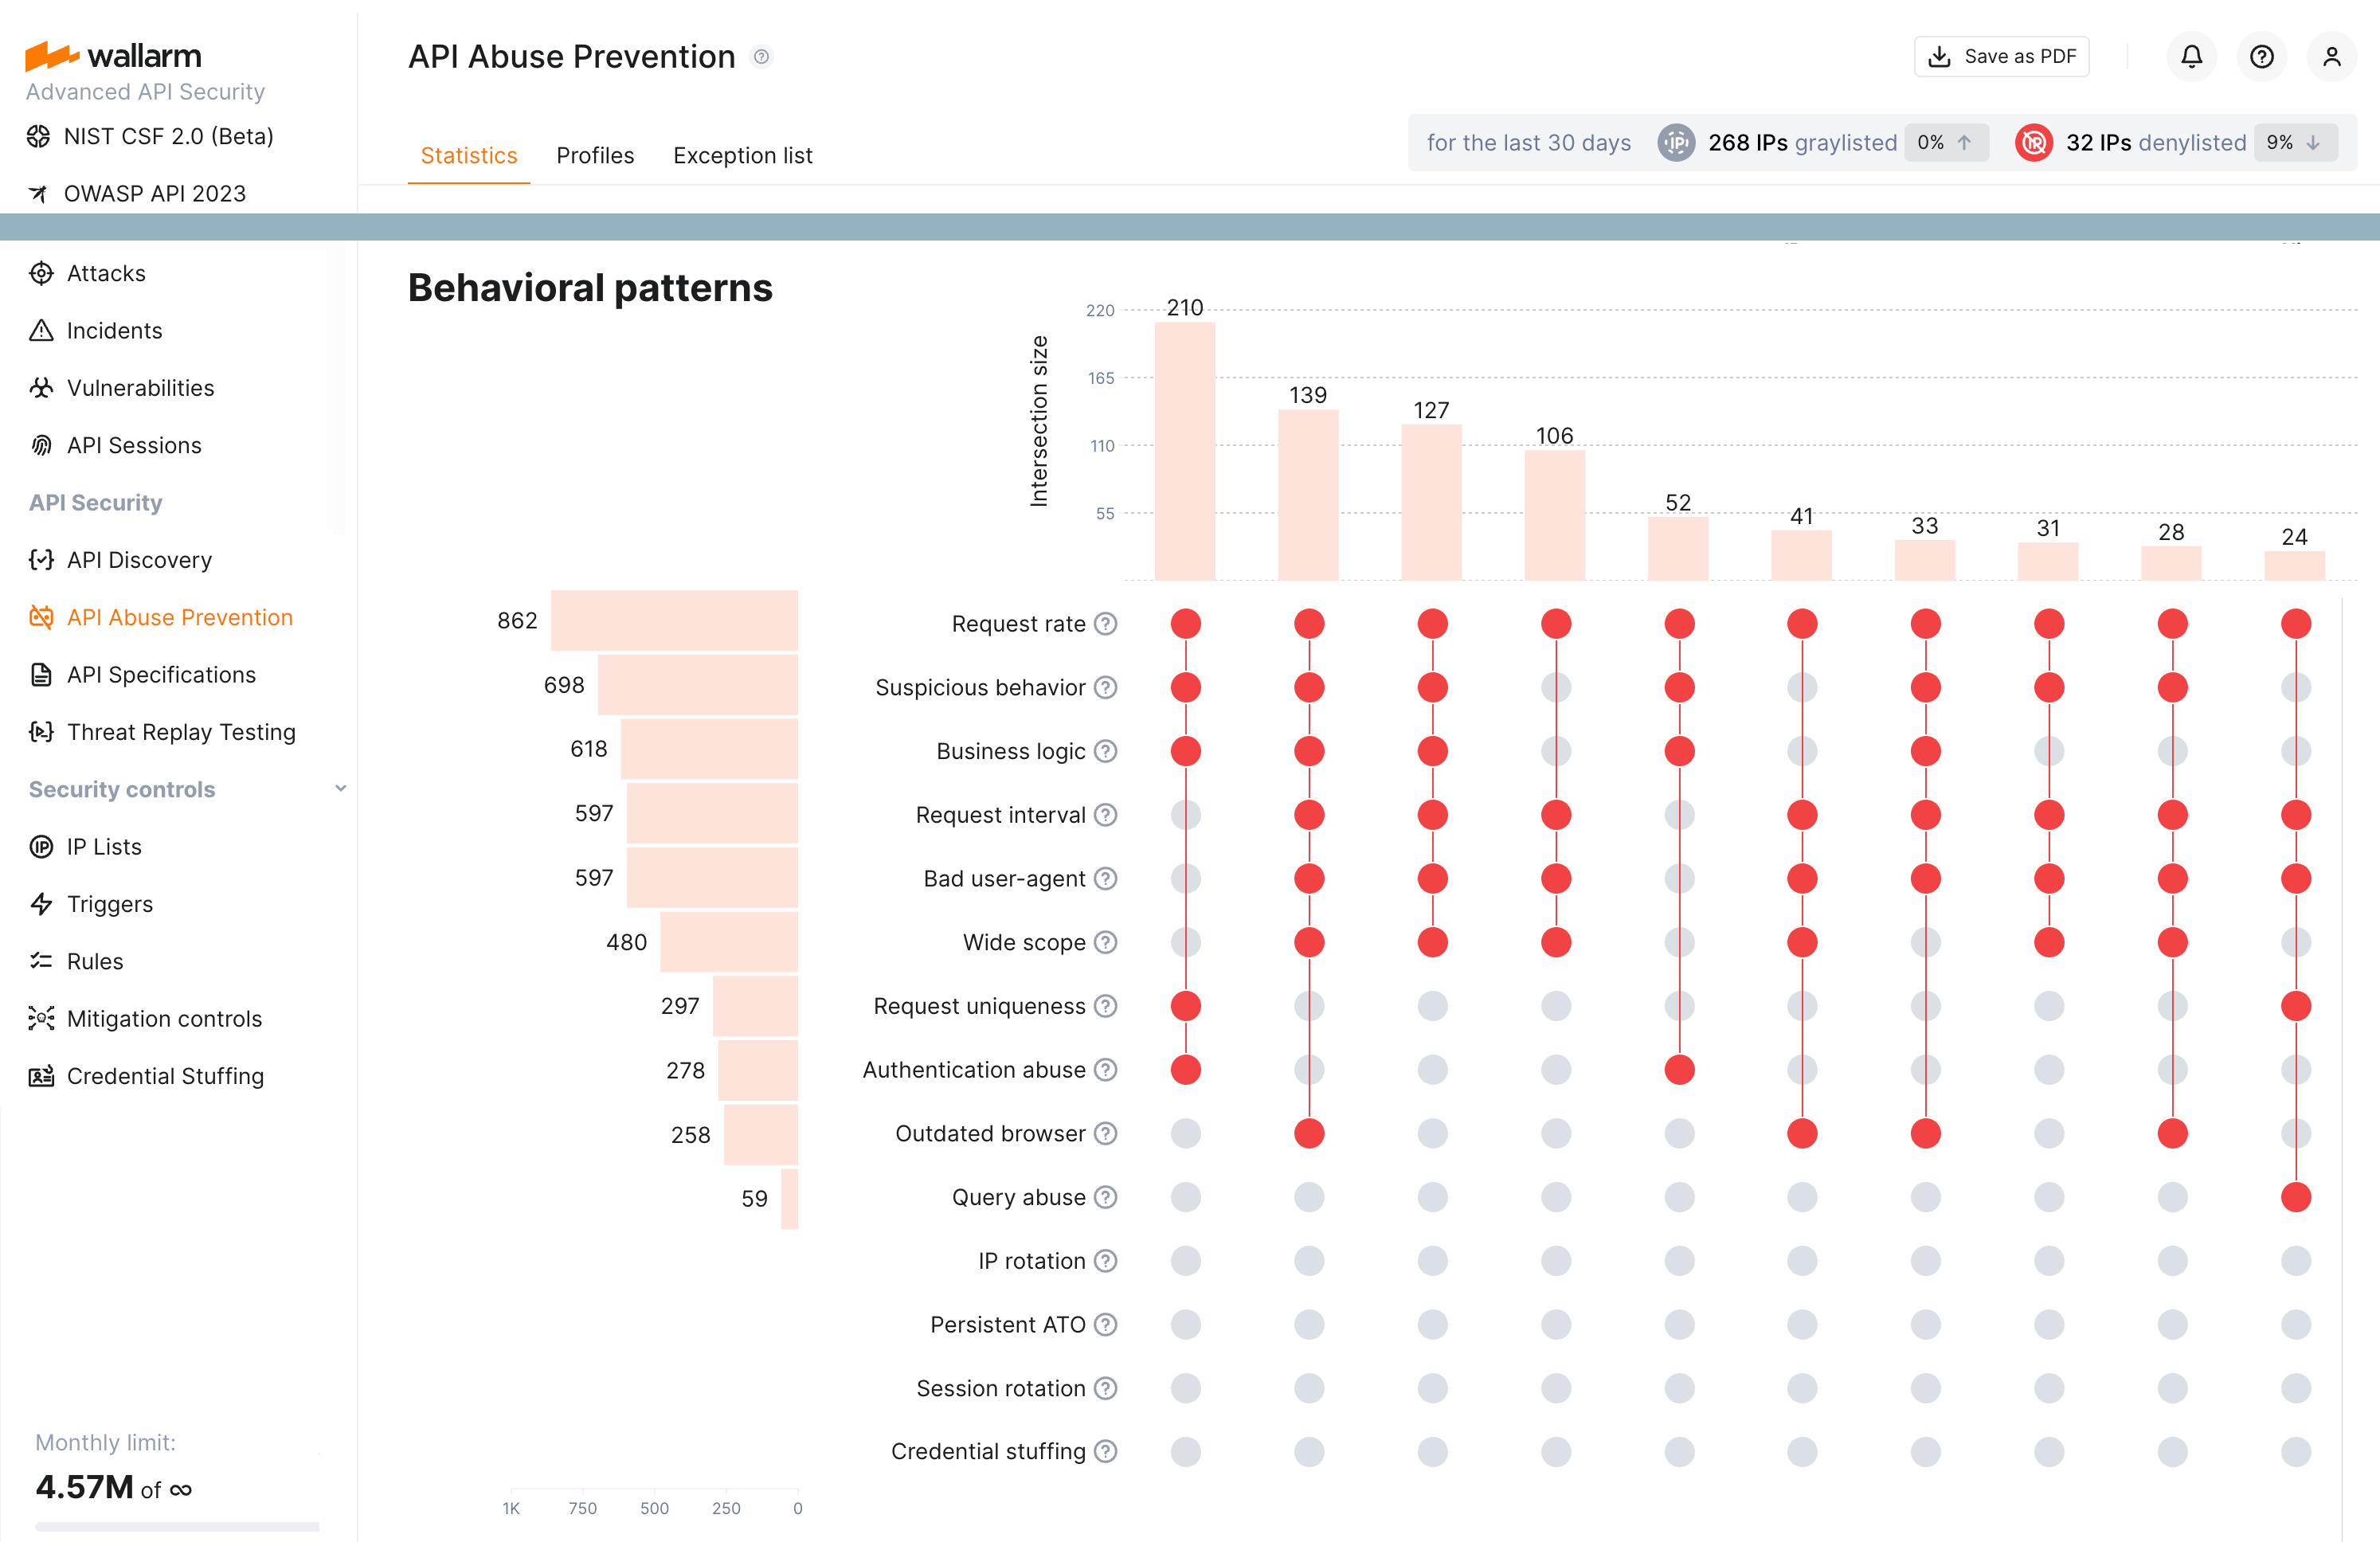 wallarm
Advanced API Security
NIST CSF 2.0 (Beta)
OWASP API 2023
Attacks
Incidents
Vulnerabilities
API Sessions
API Security
API Discovery
API Abuse Prevention
API Specifications
Threat Replay Testing
Security controls
IP Lists
Triggers
Rules
Mitigation controls
Credential Stuffing
Monthly limit:
4.57M of ∞
API Abuse Prevention
Save as PDF
Statistics Profiles Exception list
for the last 30 days IP 268 IPs graylisted 0% ↑ IP 32 IPs denylisted 9% ↓
Behavioral patterns
Intersection size
220
165
110
55
210
139
127
106
52
41
33
31
28
24
862
698
618
597
597
480
297
278
258
59
Request rate ?
Suspicious behavior ?
Business logic ?
Request interval ?
Bad user-agent ?
Wide scope ?
Request uniqueness ?
Authentication abuse ?
Outdated browser ?
Query abuse ?
IP rotation ?
Persistent ATO ?
Session rotation ?
Credential stuffing ?
1K 750 500 250 0